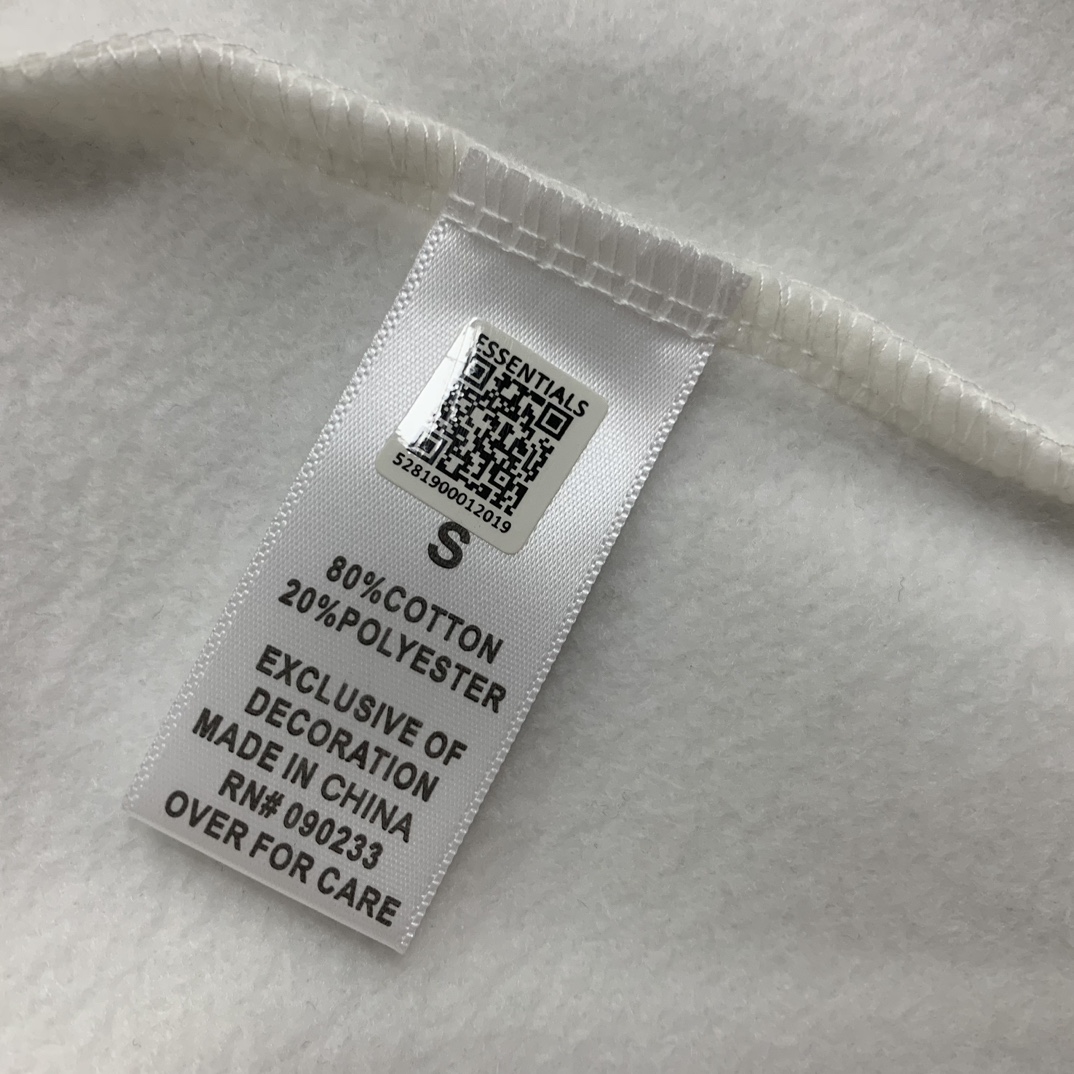 ESSENTIALS
5281900012019
S
80%COTTON
20%POLYESTER
EXCLUSIVE OF
DECORATION
MADE IN CHINA
RN# 090233
OVER FOR CARE